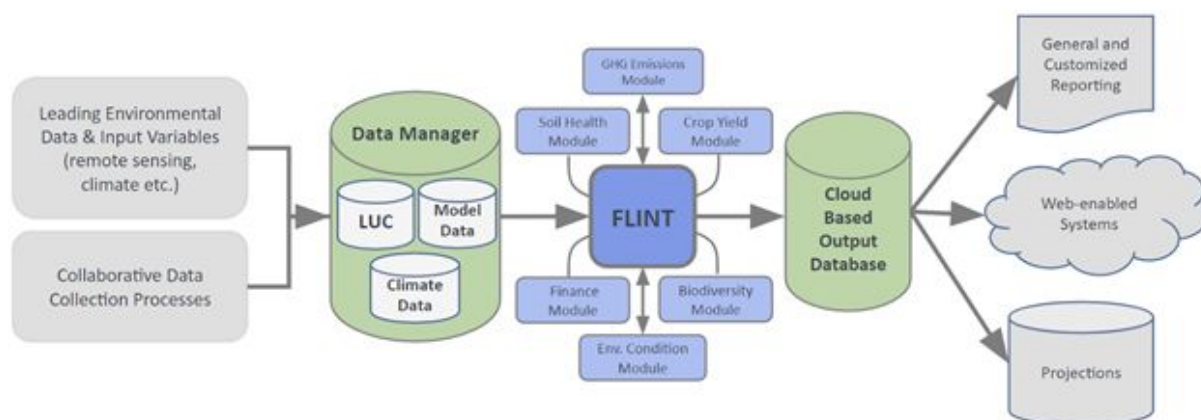 Leading Environmental
Data & Input Variables
(remote sensing,
climate etc.)
Collaborative Data
Collection Processes
Data Manager
LUC
Model
Data
Climate
Data
GHG Emissions
Module
Soil Health
Module
Crop Yield
Module
FLINT
Finance
Module
Biodiversity
Module
Env. Condition
Module
Cloud
Based
Output
Database
General and
Customized
Reporting
Web-enabled
Systems
Projections